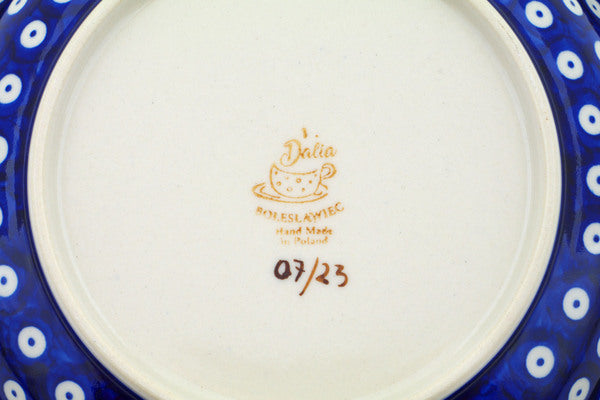 Dalia
BOLESŁAWIEC
Hand Made
in Poland
07/23